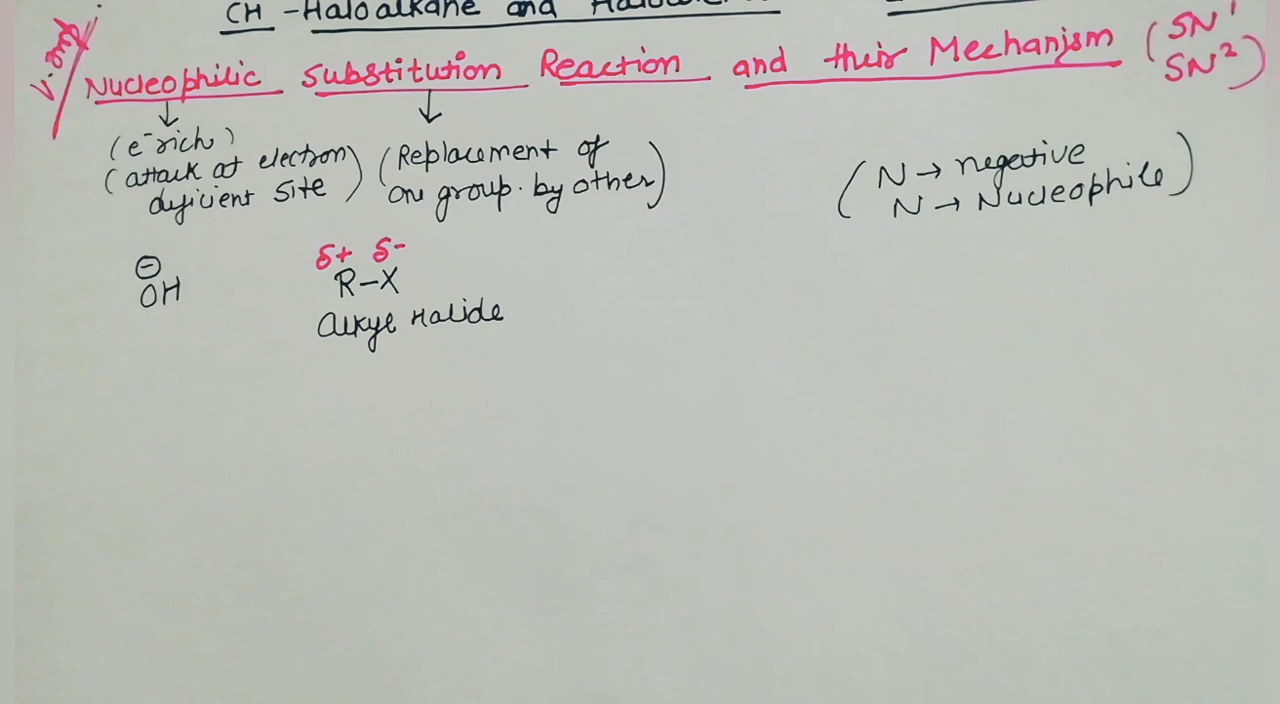 CH - Haloalkane and
V. Imp
Nucleophilic Substitution Reaction and their Mechanism (SN¹
SN²)
(e⁻ rich)
(attack at electron
deficient site)
(Replacement of
one group. by other)
(N → negative
N → Nucleophile)
⊖
OH
δ+ δ-
R-X
Alkyl Halide